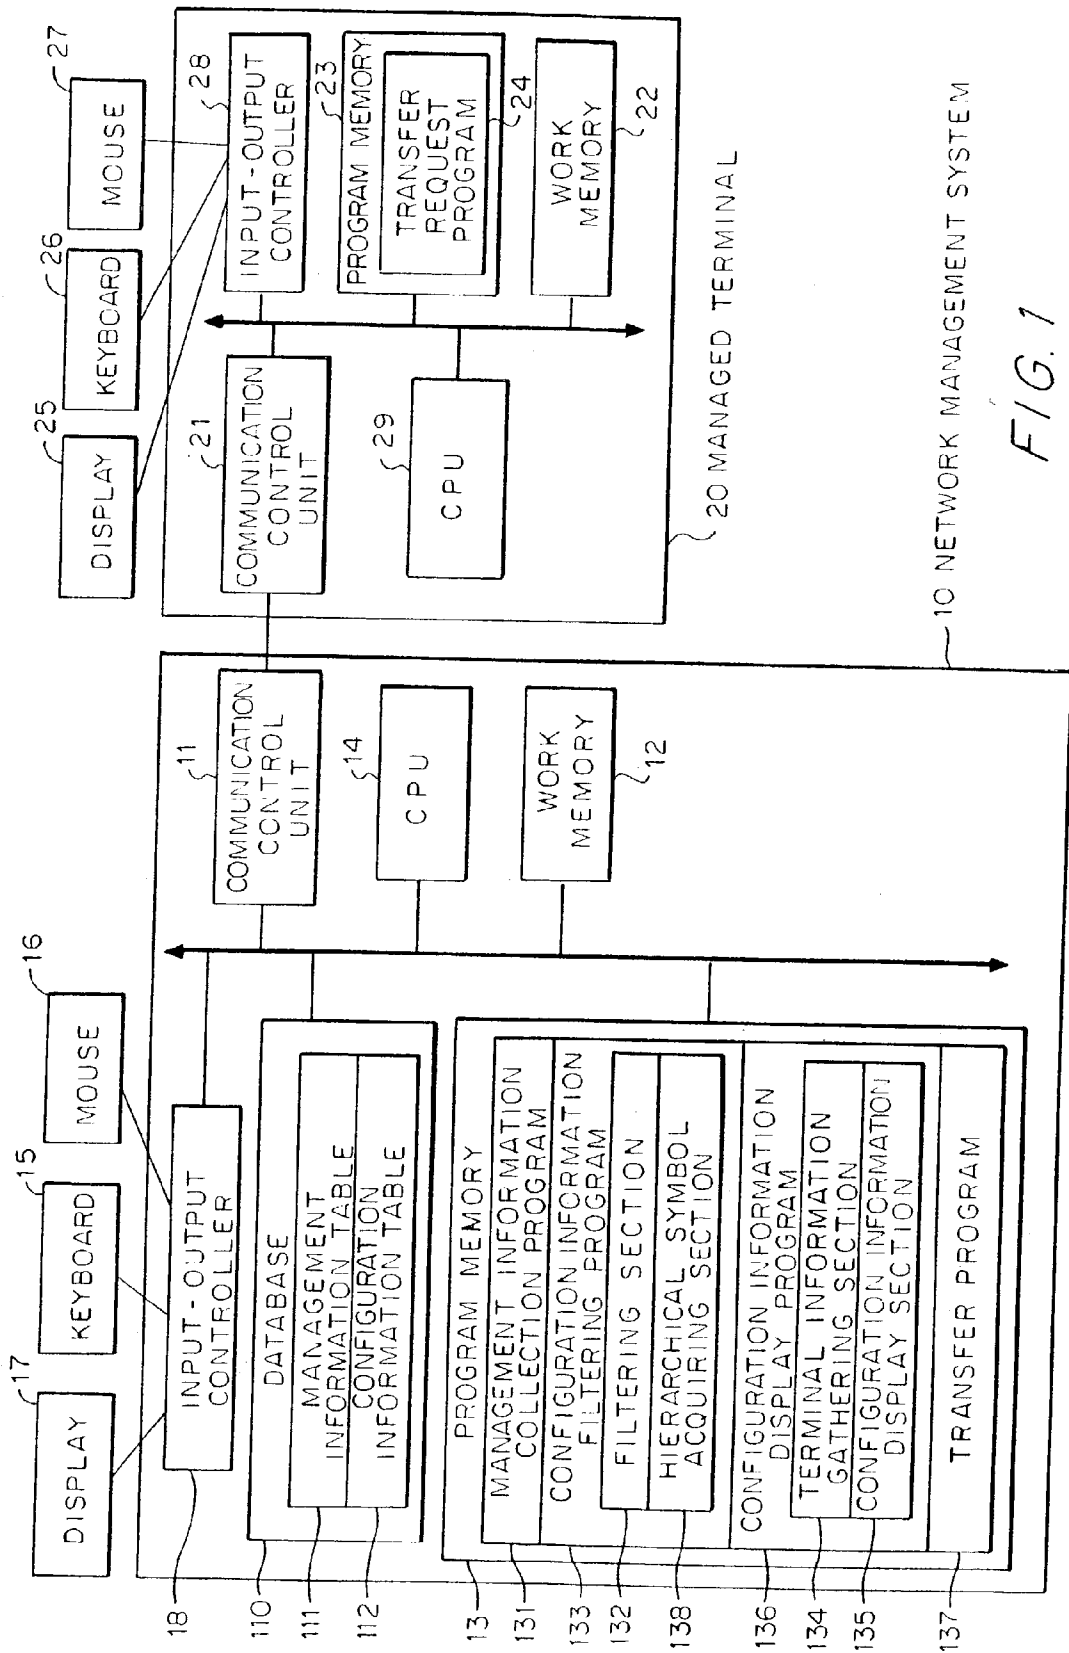 17
DISPLAY
15
KEYBOARD
16
MOUSE
25
DISPLAY
26
KEYBOARD
27
MOUSE
18
INPUT-OUTPUT
CONTROLLER
110
DATABASE
111
MANAGEMENT
INFORMATION TABLE
112
CONFIGURATION
INFORMATION TABLE
13
PROGRAM MEMORY
131
MANAGEMENT INFORMATION
COLLECTION PROGRAM
133
CONFIGURATION INFORMATION
FILTERING PROGRAM
132
FILTERING SECTION
138
HIERARCHICAL SYMBOL
ACQUIRING SECTION
136
CONFIGURATION INFORMATION
DISPLAY PROGRAM
134
TERMINAL INFORMATION
GATHERING SECTION
135
CONFIGURATION INFORMATION
DISPLAY SECTION
137
TRANSFER PROGRAM
11
COMMUNICATION
CONTROL
UNIT
14
CPU
12
WORK
MEMORY
10 NETWORK MANAGEMENT SYSTEM
21
COMMUNICATION
CONTROL
UNIT
29
CPU
28
INPUT-OUTPUT
CONTROLLER
23
PROGRAM MEMORY
24
TRANSFER
REQUEST
PROGRAM
22
WORK
MEMORY
20 MANAGED TERMINAL
FIG. 1